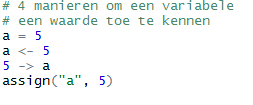 # 4 manieren om een variabele
# een waarde toe te kennen
a = 5
a <- 5
5 -> a
assign("a", 5)